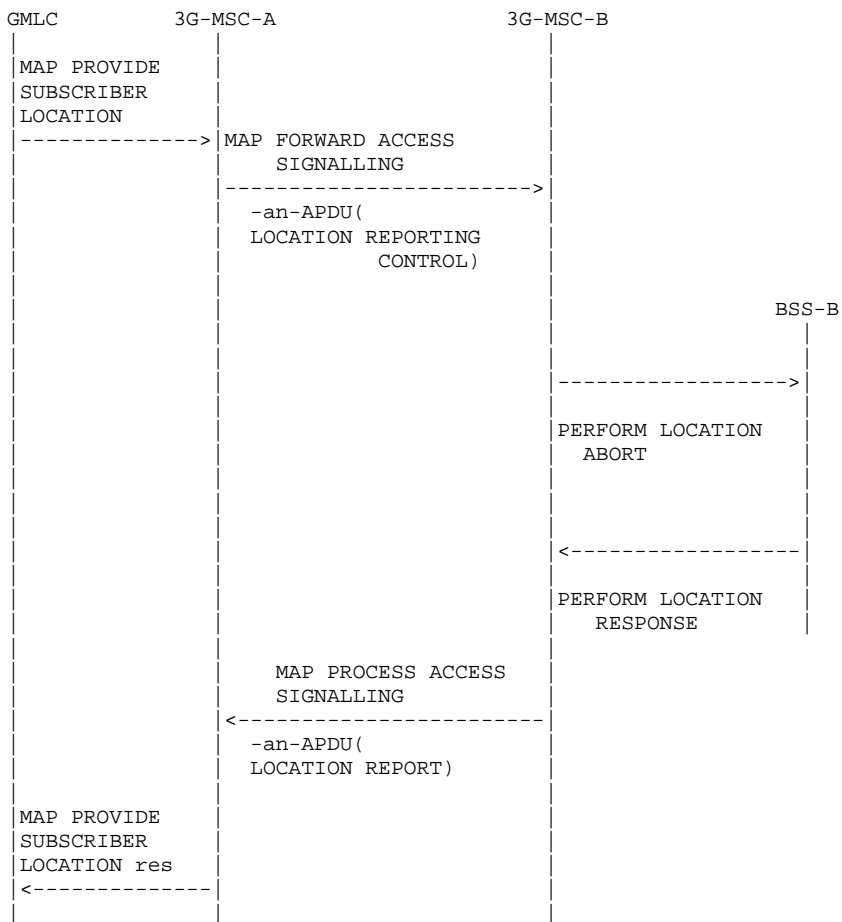 GMLC 3G-MSC-A 3G-MSC-B
MAP PROVIDE
SUBSCRIBER
LOCATION
MAP FORWARD ACCESS
SIGNALLING
-an-APDU(
LOCATION REPORTING
CONTROL)
BSS-B
PERFORM LOCATION
ABORT
PERFORM LOCATION
RESPONSE
MAP PROCESS ACCESS
SIGNALLING
-an-APDU(
LOCATION REPORT)
MAP PROVIDE
SUBSCRIBER
LOCATION res